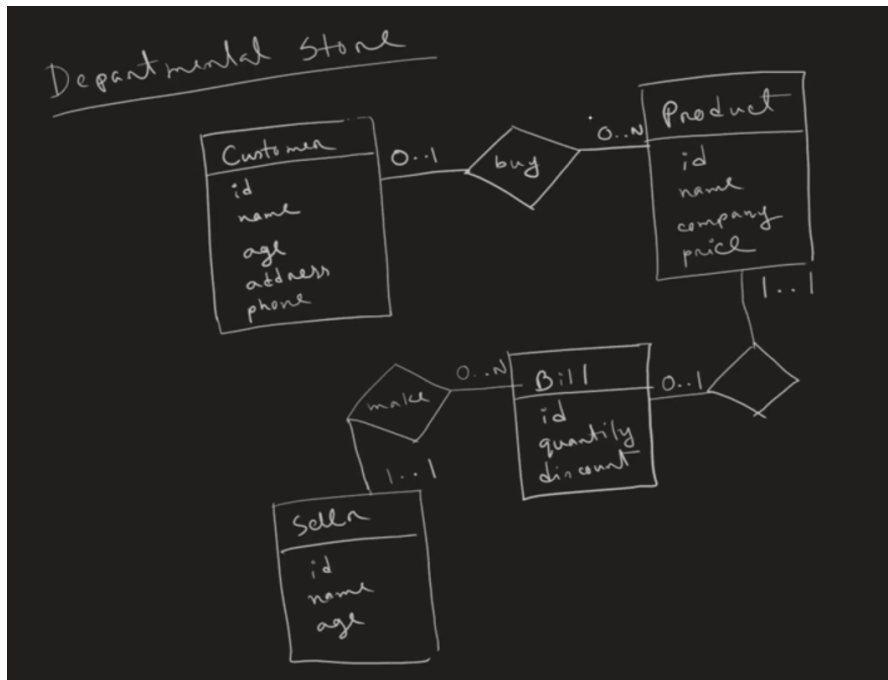 Departmental Store
Customer
id
name
age
address
phone
0..1
buy
0..N
Product
id
name
company
price
1..1
make
0..N
Bill
id
quantily
discount
0..1
1..1
Seller
id
name
age